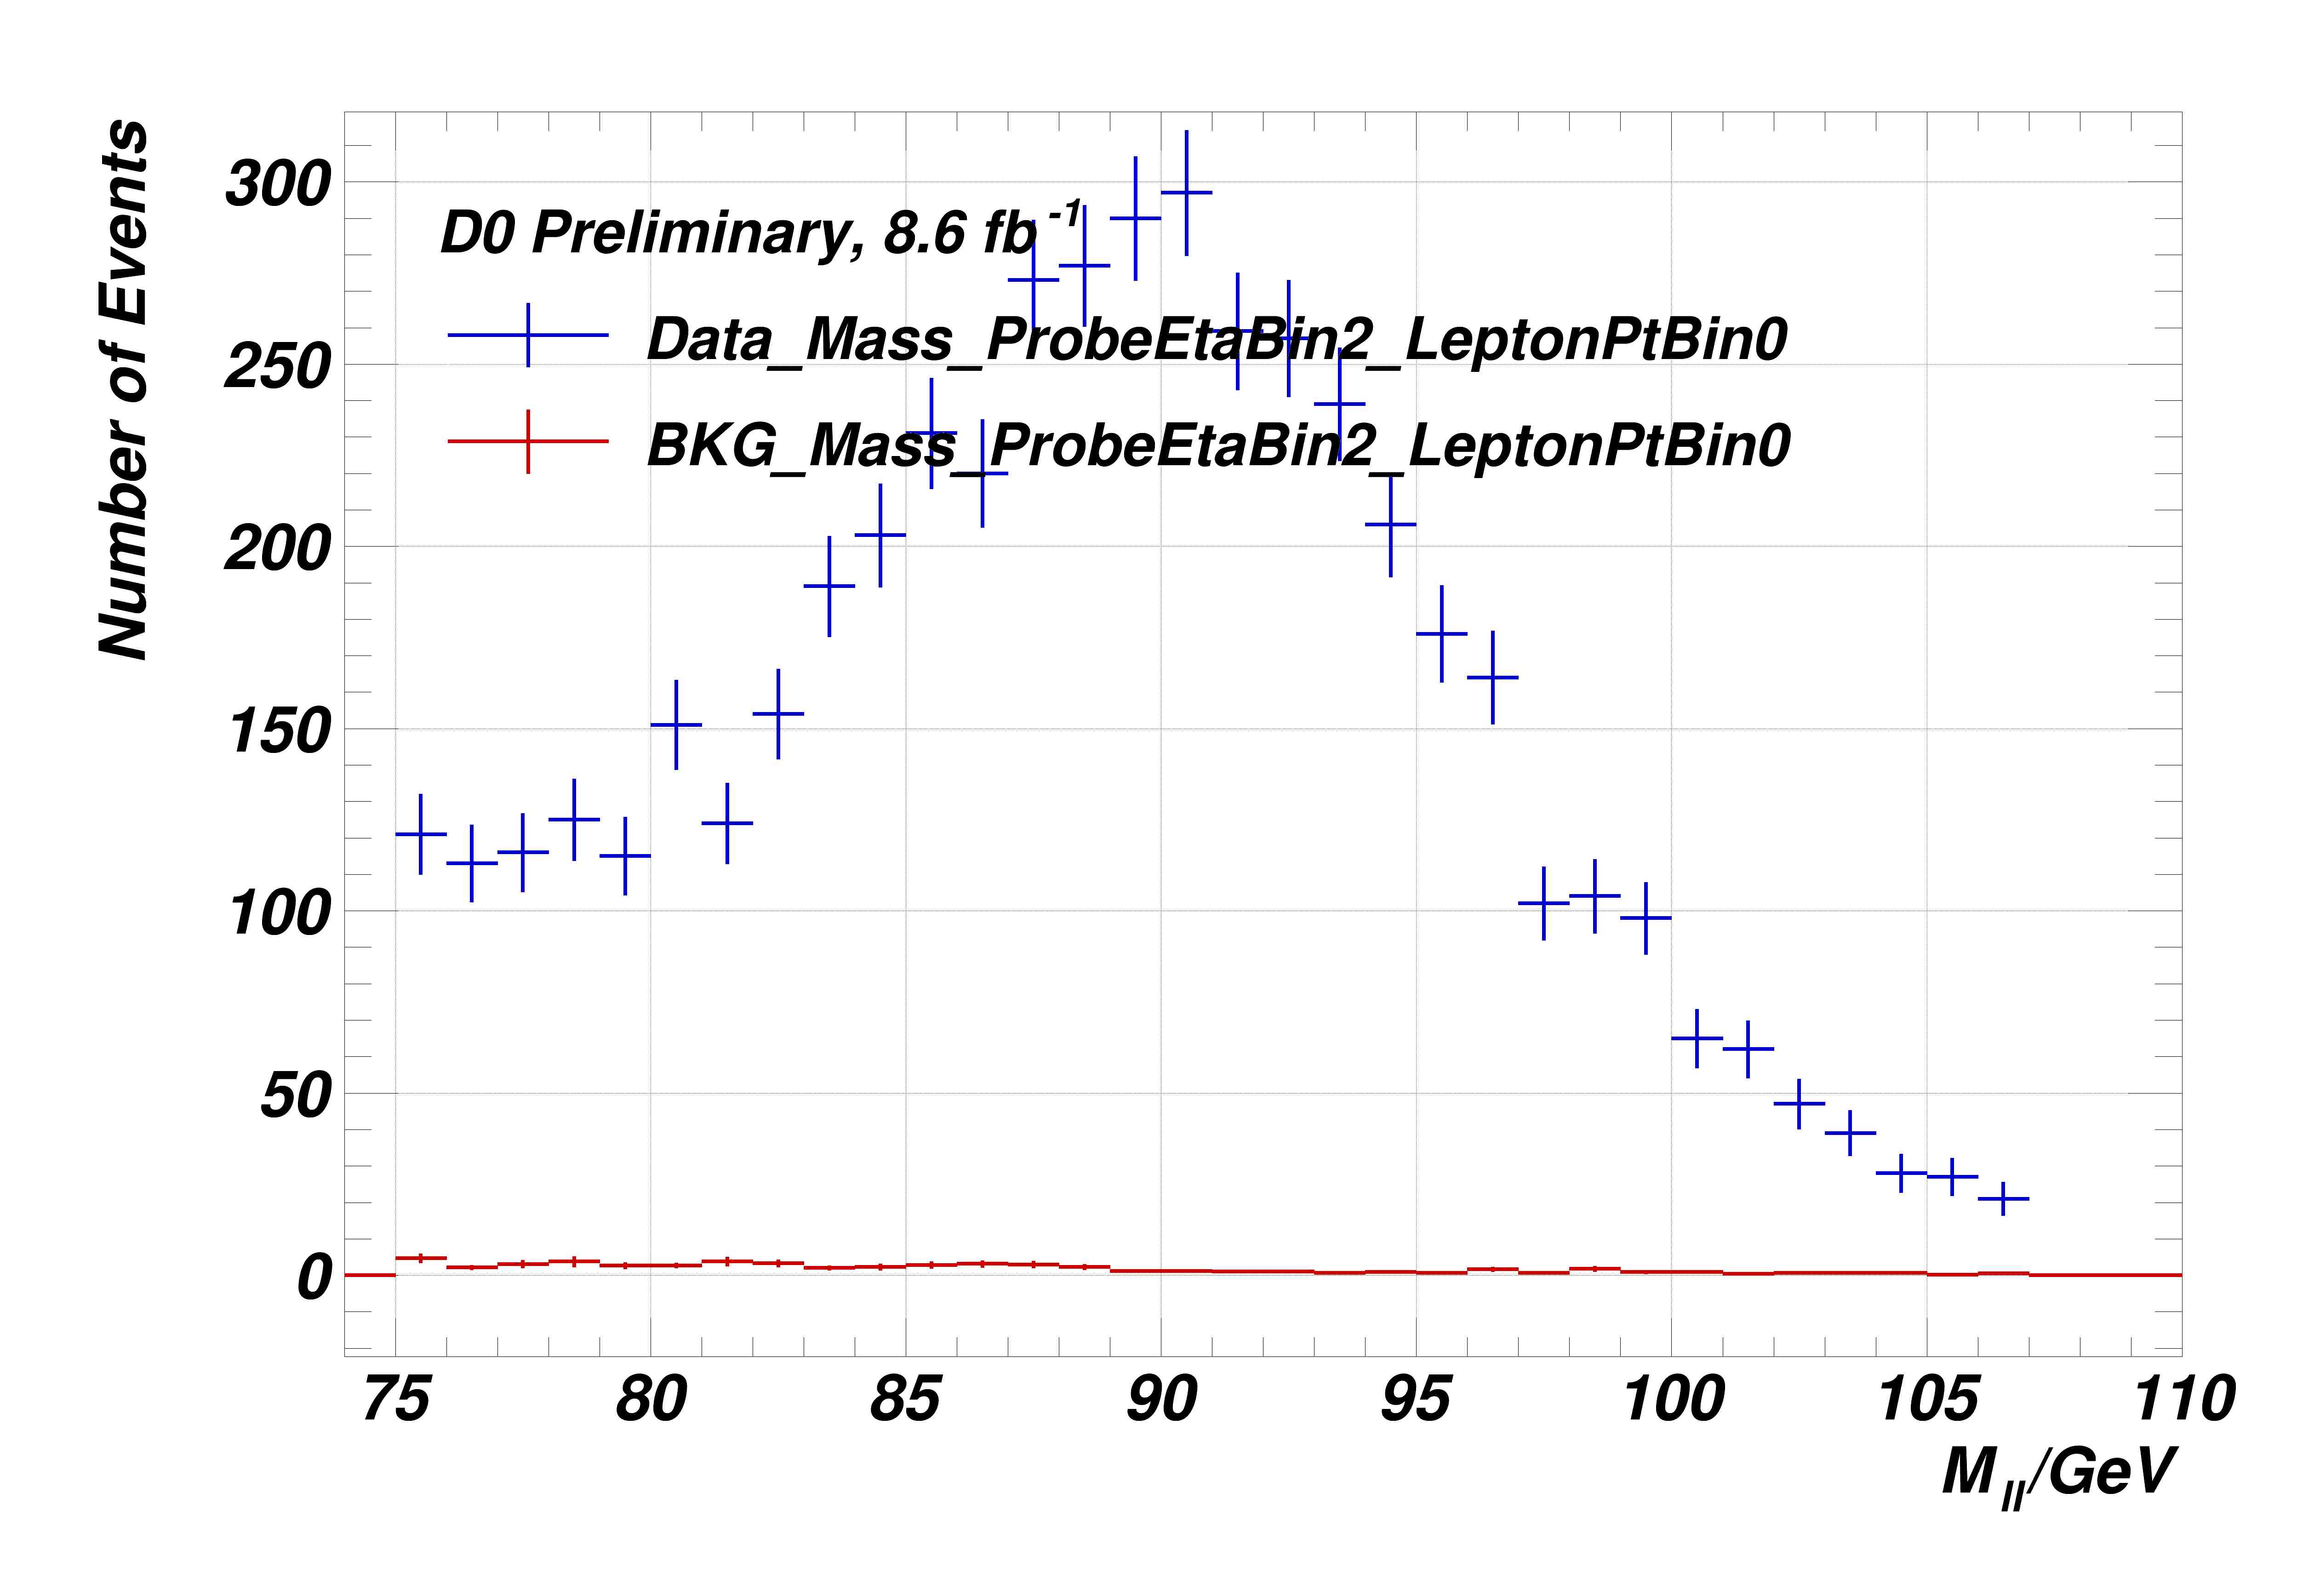 Number of Events
300
250
200
150
100
50
0
D0 Preliminary, 8.6 fb-1
Data_Mass_ProbeEtaBin2_LeptonPtBin0
BKG_Mass_ProbeEtaBin2_LeptonPtBin0
75 80 85 90 95 100 105 110
M ll/GeV